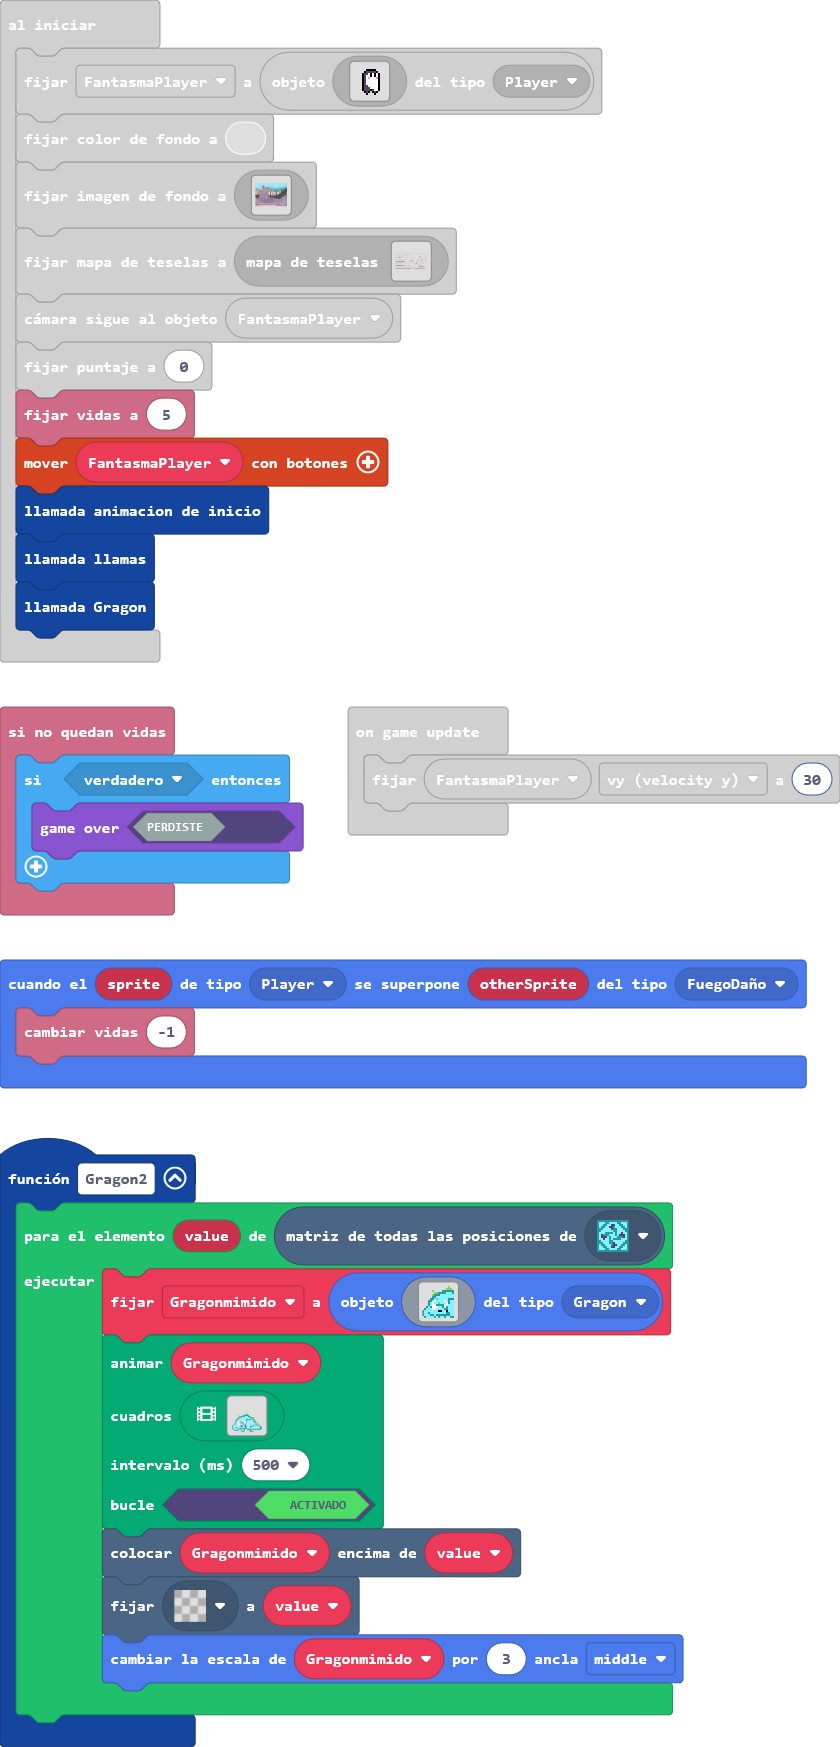 al iniciar
fijar FantasmaPlayer a objeto del tipo Player
fijar color de fondo a
fijar imagen de fondo a
fijar mapa de teselas a mapa de teselas
cámara sigue al objeto FantasmaPlayer
fijar puntaje a 0
fijar vidas a 5
mover FantasmaPlayer con botones
llamada animacion de inicio
llamada llamas
llamada Gragon
si no quedan vidas
si verdadero entonces
game over PERDISTE
on game update
fijar FantasmaPlayer vy (velocity y) a 30
cuando el sprite de tipo Player se superpone otherSprite del tipo FuegoDaño
cambiar vidas -1
función Gragon2
para el elemento value de matriz de todas las posiciones de
ejecutar
fijar Gragonmimido a objeto del tipo Gragon
animar Gragonmimido
cuadros
intervalo (ms) 500
bucle ACTIVADO
colocar Gragonmimido encima de value
fijar a value
cambiar la escala de Gragonmimido por 3 ancla middle